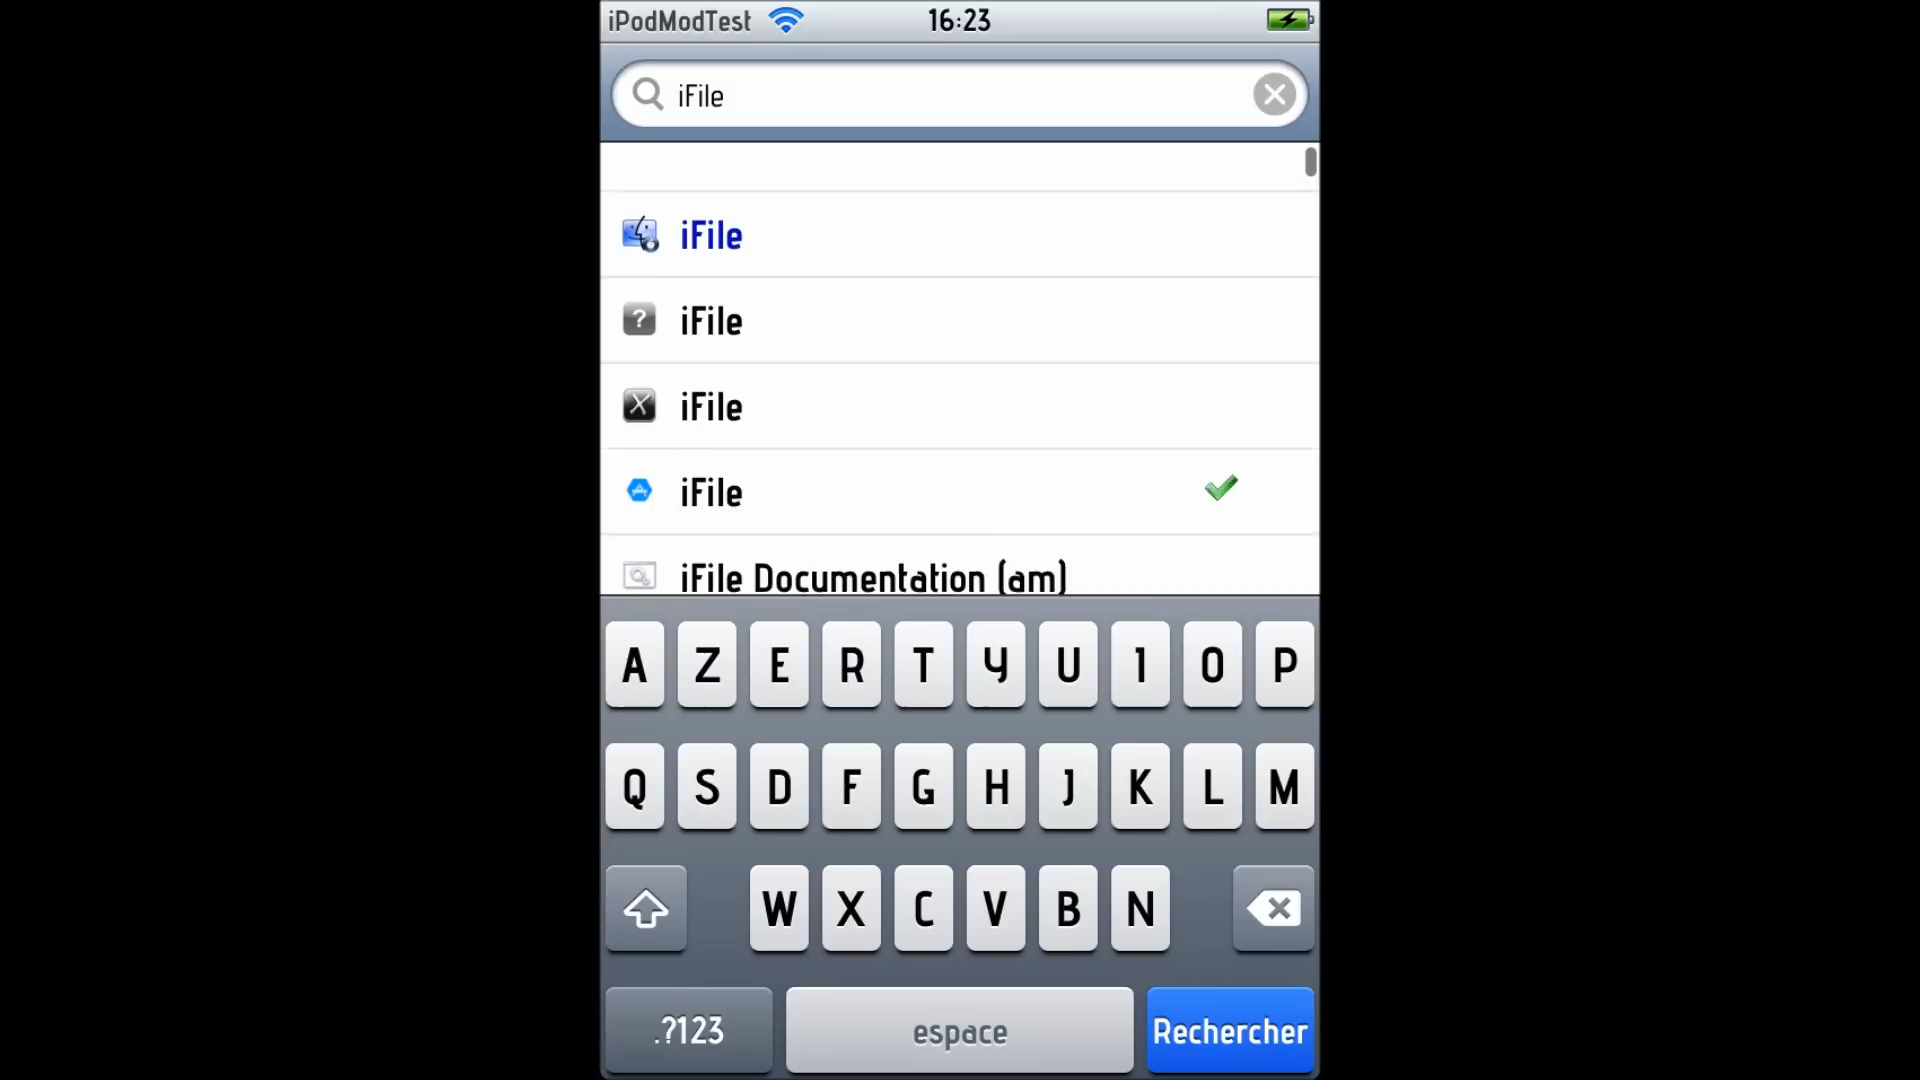 iPodModTest 16:23
iFile
iFile
? iFile
X iFile
iFile
iFile Documentation (am)
A Z E R T Y U I O P
Q S D F G H J K L M
W X C V B N
.?123 espace Rechercher